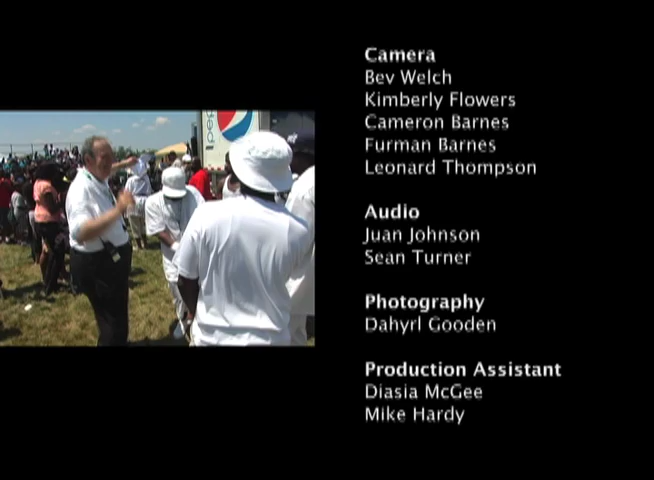 pepsi
Camera
Bev Welch
Kimberly Flowers
Cameron Barnes
Furman Barnes
Leonard Thompson
Audio
Juan Johnson
Sean Turner
Photography
Dahyrl Gooden
Production Assistant
Diasia McGee
Mike Hardy